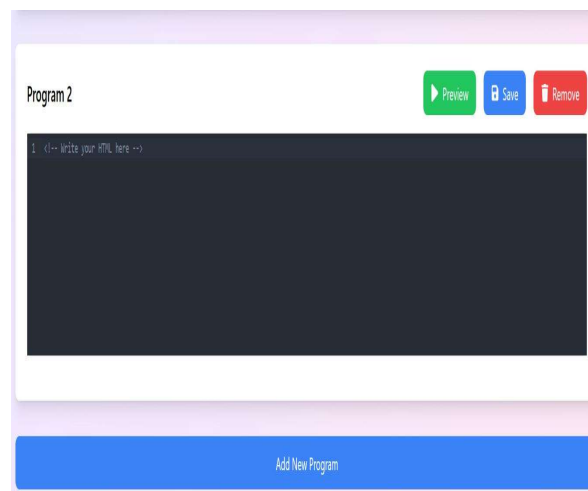 Program 2
Preview Save Remove
1 <!-- Write your HTML here -->
Add New Program